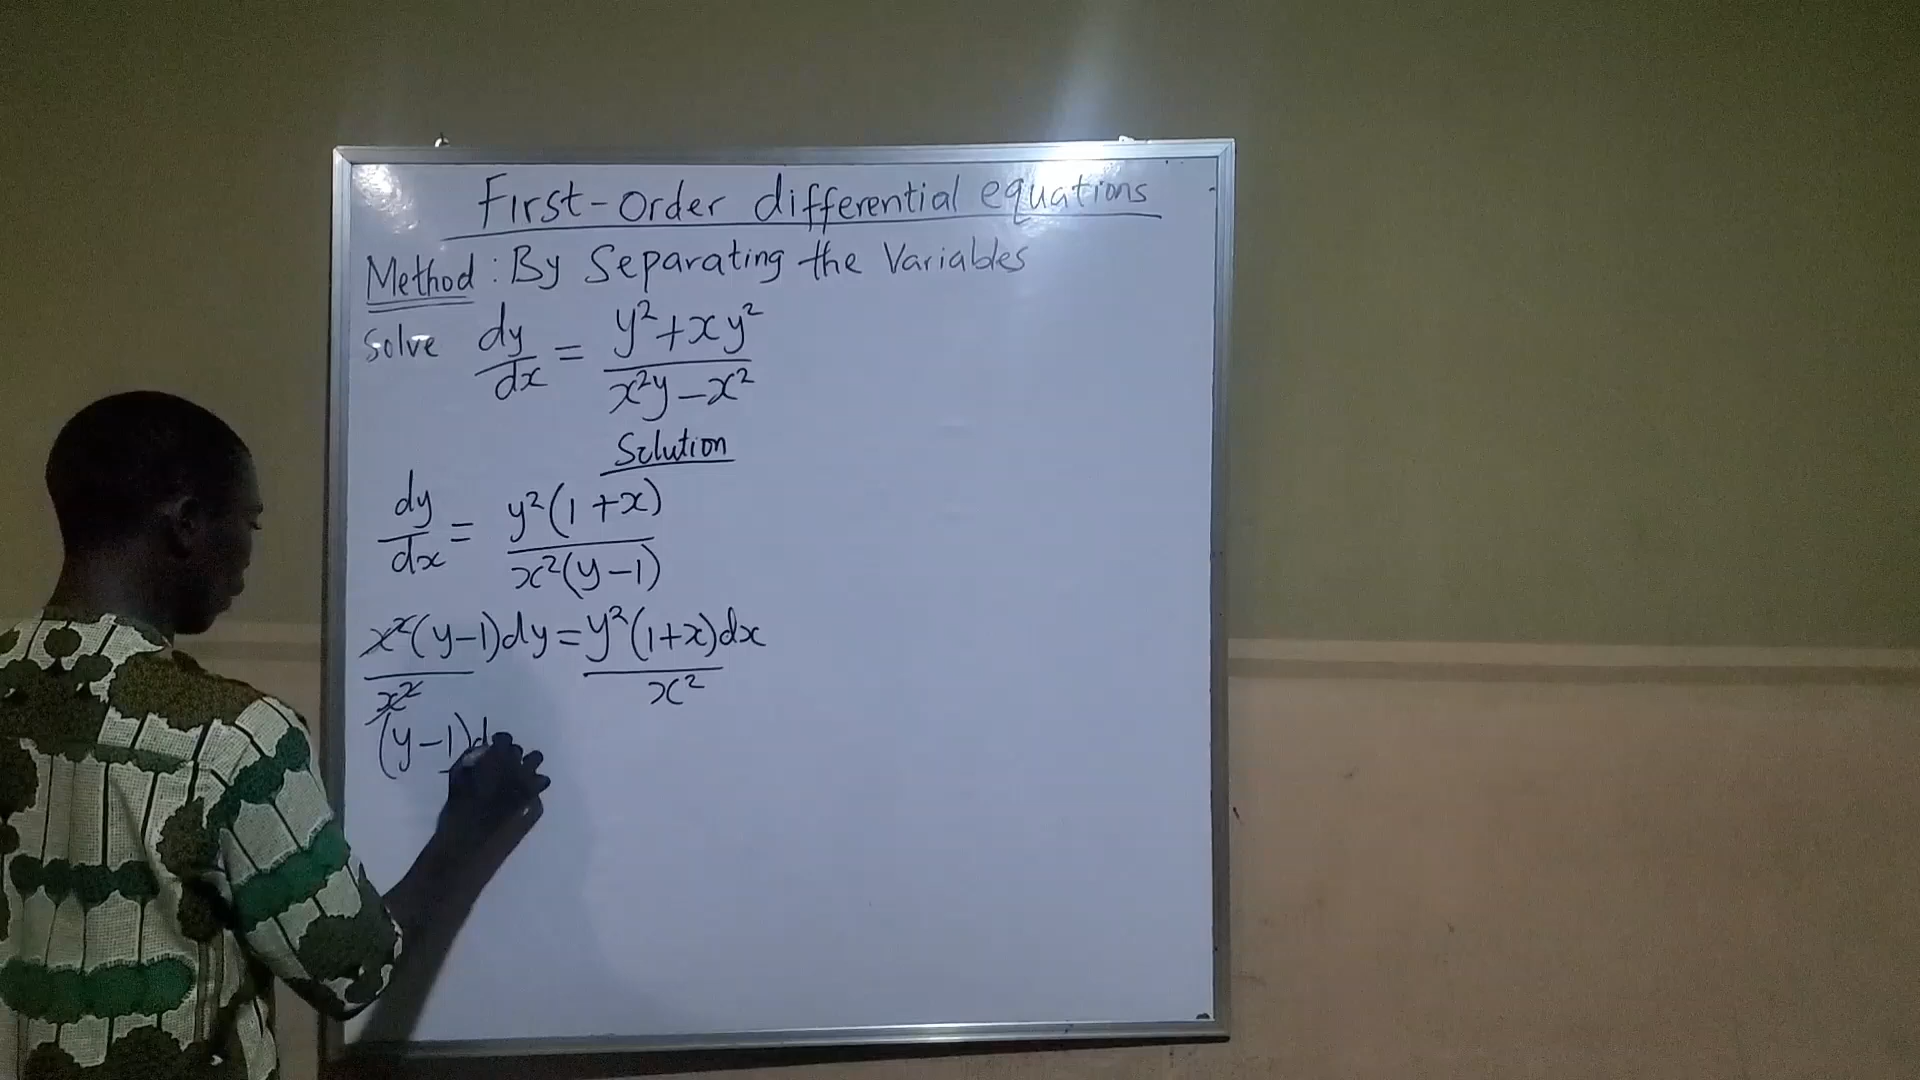 First-Order differential equations
Method: By Separating the Variables
Solve dy/dx = (y²+xy²)/(x²y-x²)
Solution
dy/dx = y²(1+x)/x²(y-1)
x²(y-1)dy/x² = y²(1+x)dx/x²
(y-1)d